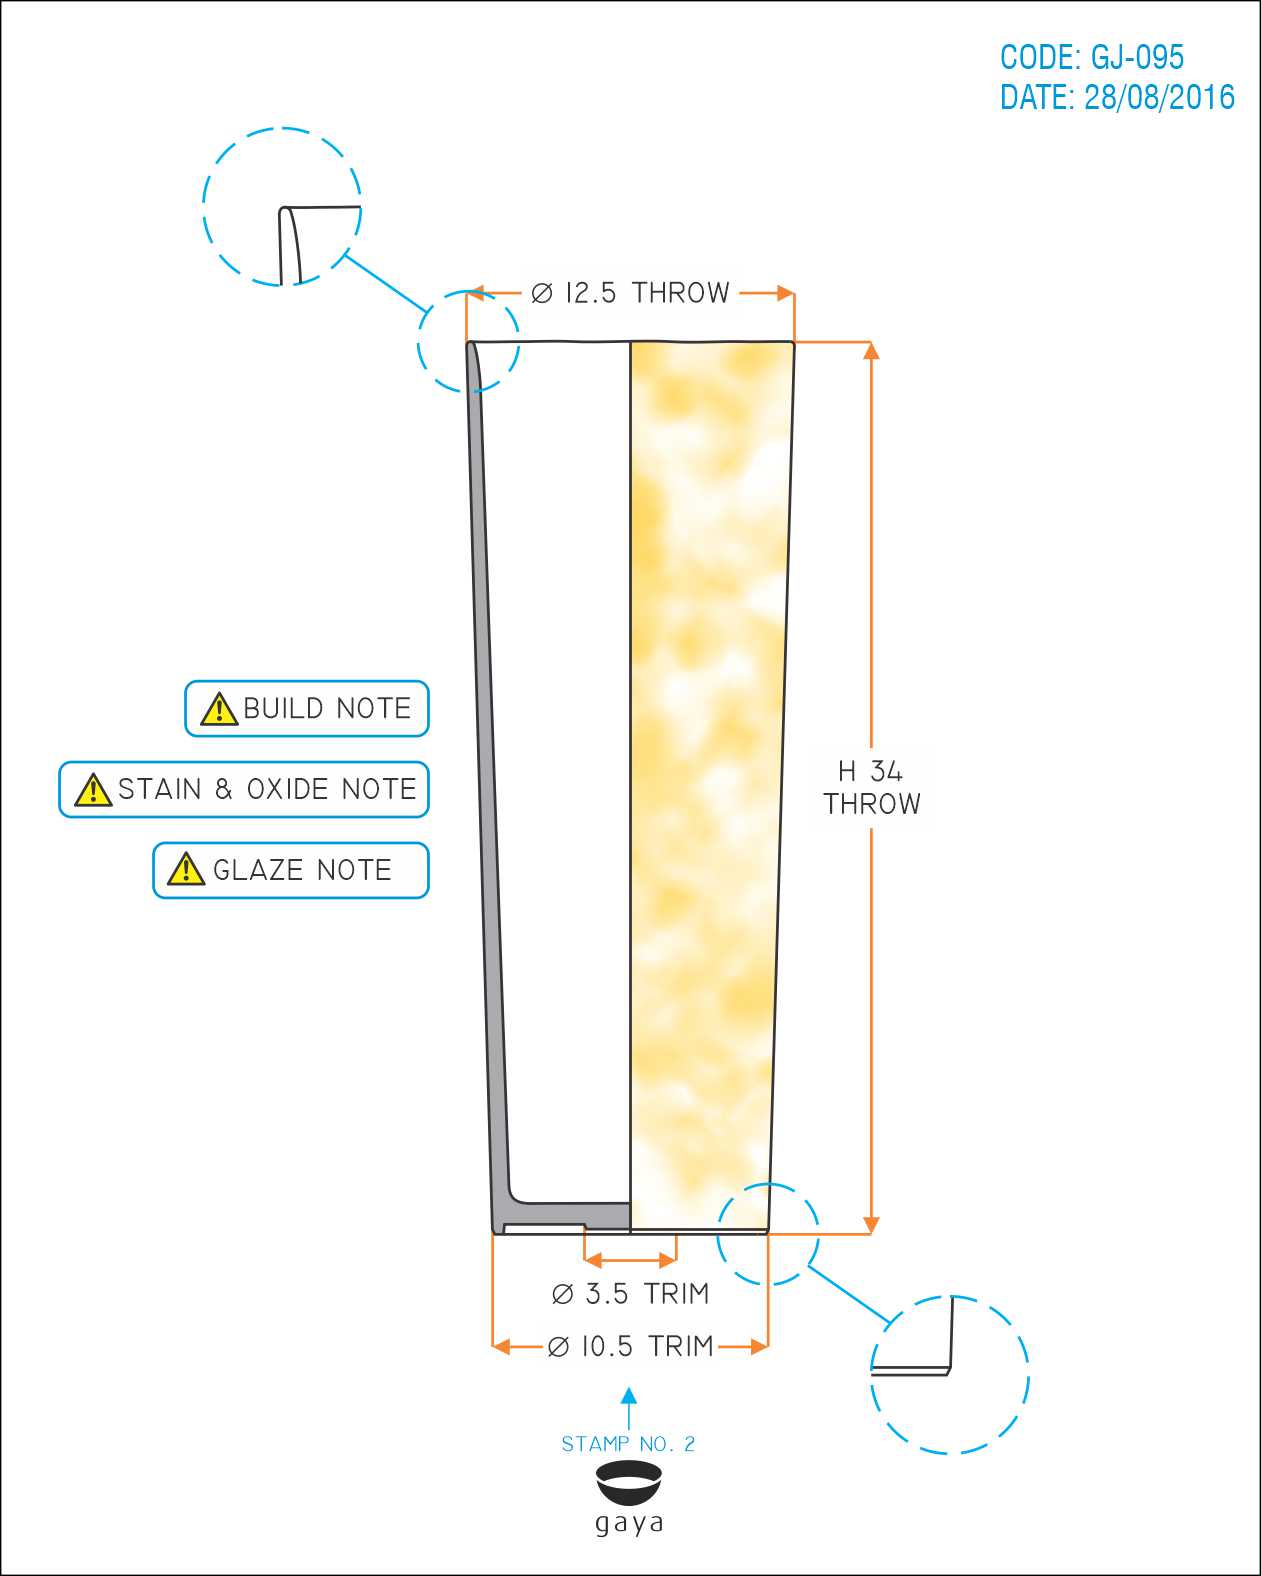 CODE: GJ-095
DATE: 28/08/2016
Ø 12.5 THROW
BUILD NOTE
STAIN & OXIDE NOTE
GLAZE NOTE
H 34
THROW
Ø 3.5 TRIM
Ø 10.5 TRIM
STAMP NO. 2
gaya